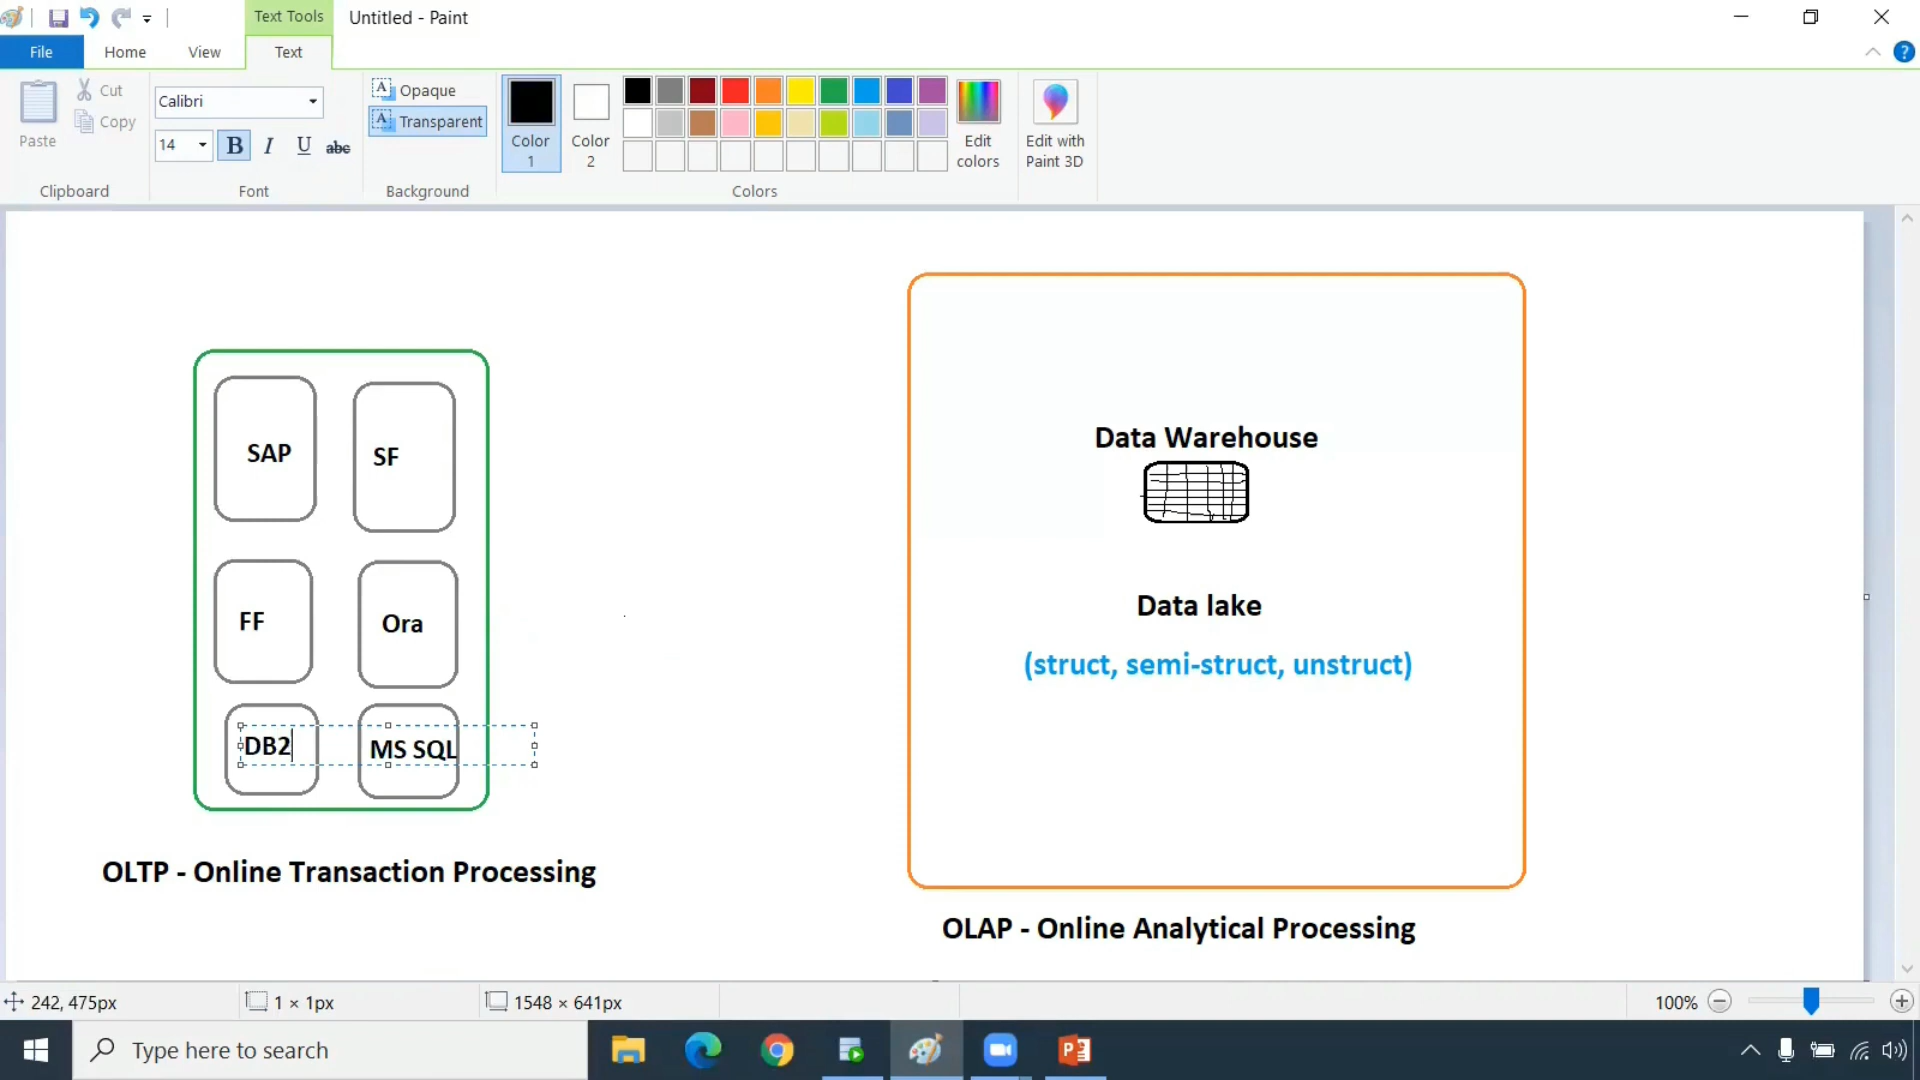 Text Tools
Untitled - Paint
File
Home
View
Text
Paste
Cut
Copy
Clipboard
Calibri
14
B
I
U
abc
Font
A
Opaque
A
Transparent
Background
Color
1
Color
2
Edit
colors
Colors
Edit with
Paint 3D
SAP
SF
FF
Ora
DB2
MS SQL
OLTP - Online Transaction Processing
Data Warehouse
Data lake
(struct, semi-struct, unstruct)
OLAP - Online Analytical Processing
242, 475px
1 × 1px
1548 × 641px
100%
Type here to search